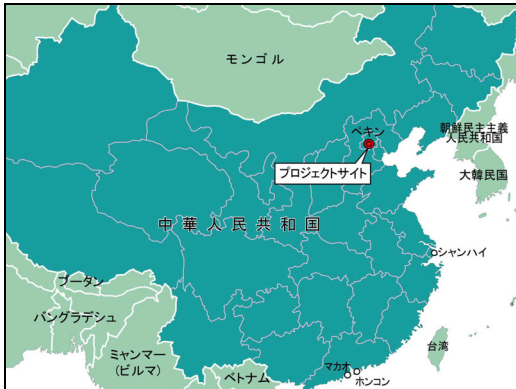 モンゴル
ペキン
朝鮮民主主義
人民共和国
プロジェクトサイト
大韓民国
中華人民共和国
シャンハイ
ブータン
バングラデシュ
ミャンマー
(ビルマ)
ベトナム
マカオ
ホンコン
台湾